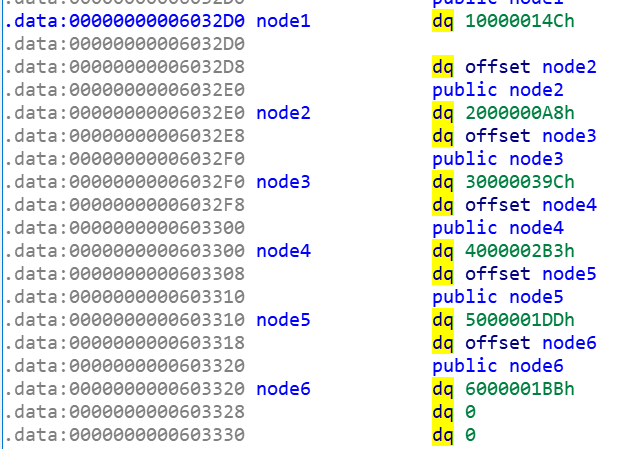 .data:00000000006032D0 public node1
.data:00000000006032D0 node1 dq 10000014Ch
.data:00000000006032D0
.data:00000000006032D8 dq offset node2
.data:00000000006032E0 public node2
.data:00000000006032E0 node2 dq 2000000A8h
.data:00000000006032E8 dq offset node3
.data:00000000006032F0 public node3
.data:00000000006032F0 node3 dq 30000039Ch
.data:00000000006032F8 dq offset node4
.data:0000000000603300 public node4
.data:0000000000603300 node4 dq 4000002B3h
.data:0000000000603308 dq offset node5
.data:0000000000603310 public node5
.data:0000000000603310 node5 dq 5000001DDh
.data:0000000000603318 dq offset node6
.data:0000000000603320 public node6
.data:0000000000603320 node6 dq 6000001BBh
.data:0000000000603328 dq 0
.data:0000000000603330 dq 0